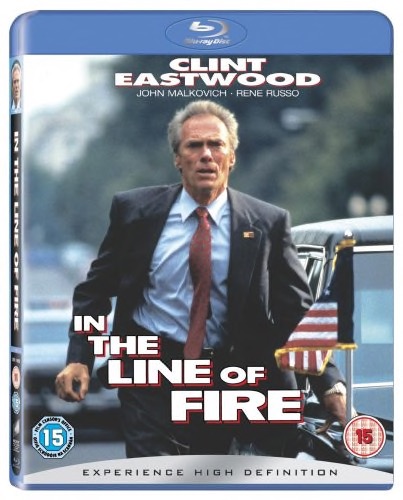 Blu-ray Disc
CLINT
EASTWOOD
JOHN MALKOVICH · RENE RUSSO
IN
THE
LINE OF
FIRE
15
15
EXPERIENCE HIGH DEFINITION
IN THE LINE OF FIRE